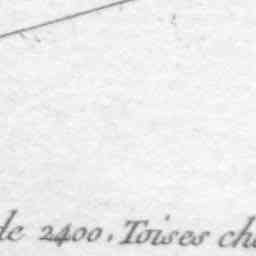 de 2400. Toises